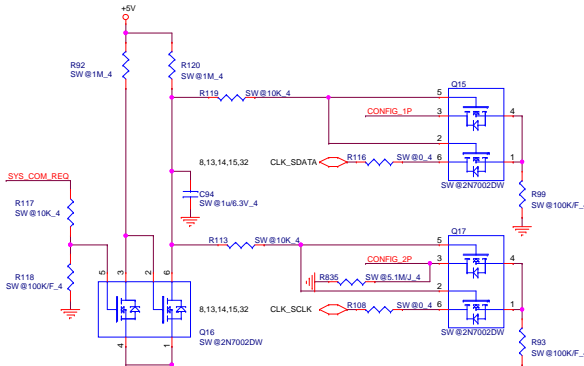 +5V
R92
SW@1M_4
R120
SW@1M_4
R119
SW@10K_4
Q15
5
CONFIG_1P
3
4
2
8,13,14,15,32
CLK_SDATA
R116
SW@0_4
6
1
SW@2N7002DW
R99
SW@100K/F_4
SYS_COM_REQ
R117
SW@10K_4
C94
SW@1u/6.3V_4
R113
SW@10K_4
Q17
5
CONFIG_2P
3
4
R835
SW@5.1M/J_4
2
R118
SW@100K/F_4
5
3
2
6
8,13,14,15,32
CLK_SCLK
R108
SW@0_4
6
1
SW@2N7002DW
Q16
SW@2N7002DW
4
1
R93
SW@100K/F_4